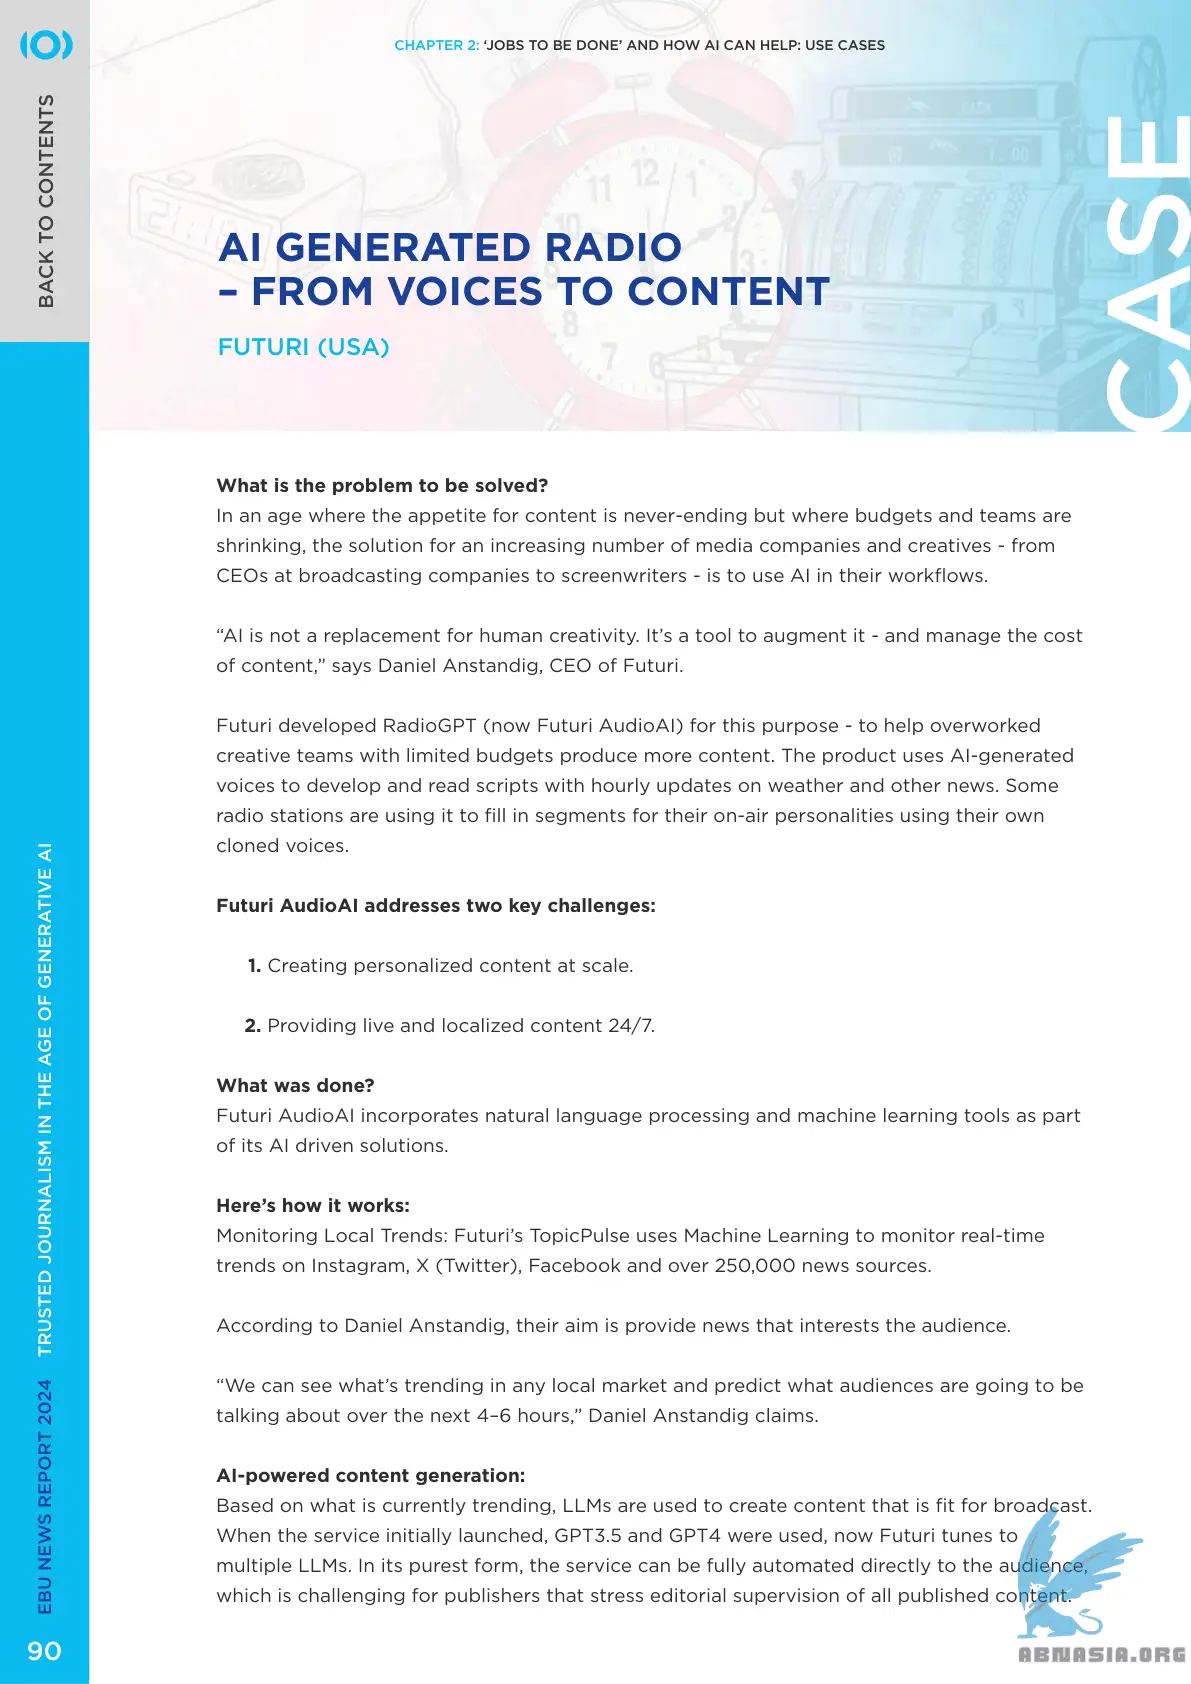 CHAPTER 2: ‘JOBS TO BE DONE’ AND HOW AI CAN HELP: USE CASES
BACK TO CONTENTS
CASE
AI GENERATED RADIO
– FROM VOICES TO CONTENT
FUTURI (USA)
What is the problem to be solved?
In an age where the appetite for content is never-ending but where budgets and teams are
shrinking, the solution for an increasing number of media companies and creatives - from
CEOs at broadcasting companies to screenwriters - is to use AI in their workflows.
“AI is not a replacement for human creativity. It’s a tool to augment it - and manage the cost
of content,” says Daniel Anstandig, CEO of Futuri.
Futuri developed RadioGPT (now Futuri AudioAI) for this purpose - to help overworked
creative teams with limited budgets produce more content. The product uses AI-generated
voices to develop and read scripts with hourly updates on weather and other news. Some
radio stations are using it to fill in segments for their on-air personalities using their own
cloned voices.
Futuri AudioAI addresses two key challenges:
1. Creating personalized content at scale.
2. Providing live and localized content 24/7.
What was done?
Futuri AudioAI incorporates natural language processing and machine learning tools as part
of its AI driven solutions.
Here’s how it works:
Monitoring Local Trends: Futuri’s TopicPulse uses Machine Learning to monitor real-time
trends on Instagram, X (Twitter), Facebook and over 250,000 news sources.
According to Daniel Anstandig, their aim is provide news that interests the audience.
“We can see what’s trending in any local market and predict what audiences are going to be
talking about over the next 4–6 hours,” Daniel Anstandig claims.
AI-powered content generation:
Based on what is currently trending, LLMs are used to create content that is fit for broadcast.
When the service initially launched, GPT3.5 and GPT4 were used, now Futuri tunes to
multiple LLMs. In its purest form, the service can be fully automated directly to the audience,
which is challenging for publishers that stress editorial supervision of all published content.
EBU NEWS REPORT 2024 TRUSTED JOURNALISM IN THE AGE OF GENERATIVE AI
90
ABNASIA.ORG